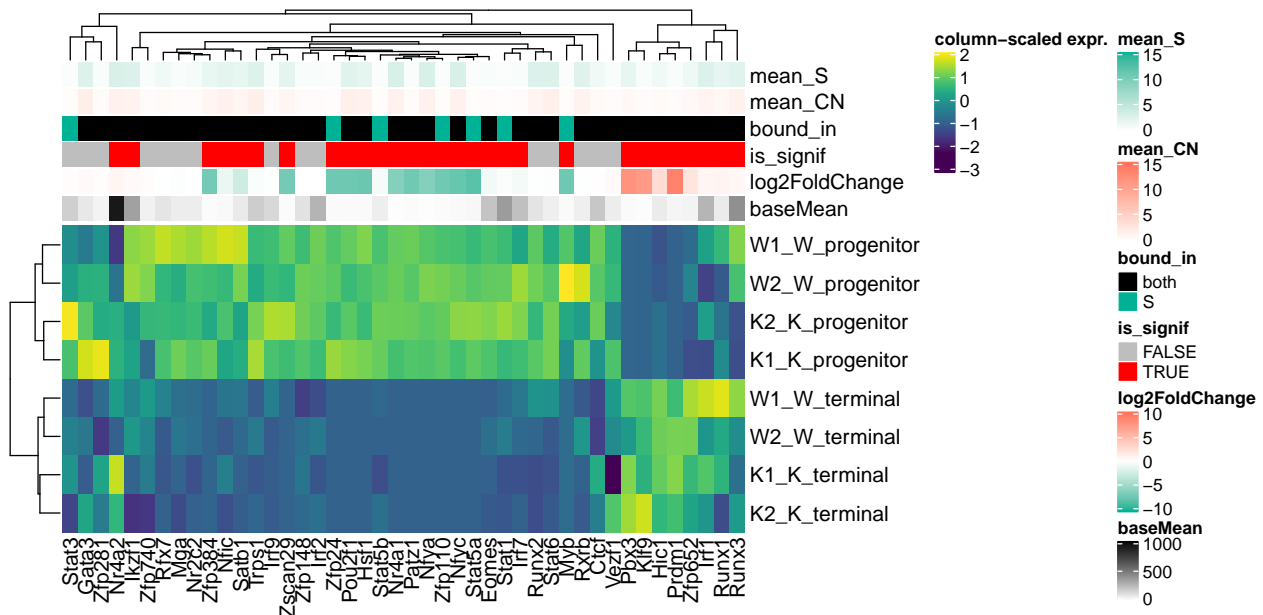 mean_S
mean_CN
bound_in
is_signif
log2FoldChange
baseMean
W1_W_progenitor
W2_W_progenitor
K2_K_progenitor
K1_K_progenitor
W1_W_terminal
W2_W_terminal
K1_K_terminal
K2_K_terminal
Stat3
Gata3
Zfp281
Nr4a2
Ikzf1
Zfp740
Rfx7
Mga
Nr2c2
Zfp384
Nfic
Satb1
Trps1
Irf9
Zscan29
Zfp148
Irf2
Zfp24
Pou2f1
Hsf1
Stat5b
Nr4a1
Patz1
Nfya
Zfp110
Nfyc
Stat5a
Eomes
Stat1
Irf7
Runx2
Stat6
Myb
Rxrb
Ctcf
Vezf1
Pbx3
Klf9
Hic1
Prdm1
Zfp652
Irf1
Runx1
Runx3
column−scaled expr.
2
1
0
−1
−2
−3
mean_S
15
10
5
0
mean_CN
15
10
5
0
bound_in
both
S
is_signif
FALSE
TRUE
log2FoldChange
10
5
0
−5
−10
baseMean
1000
500
0